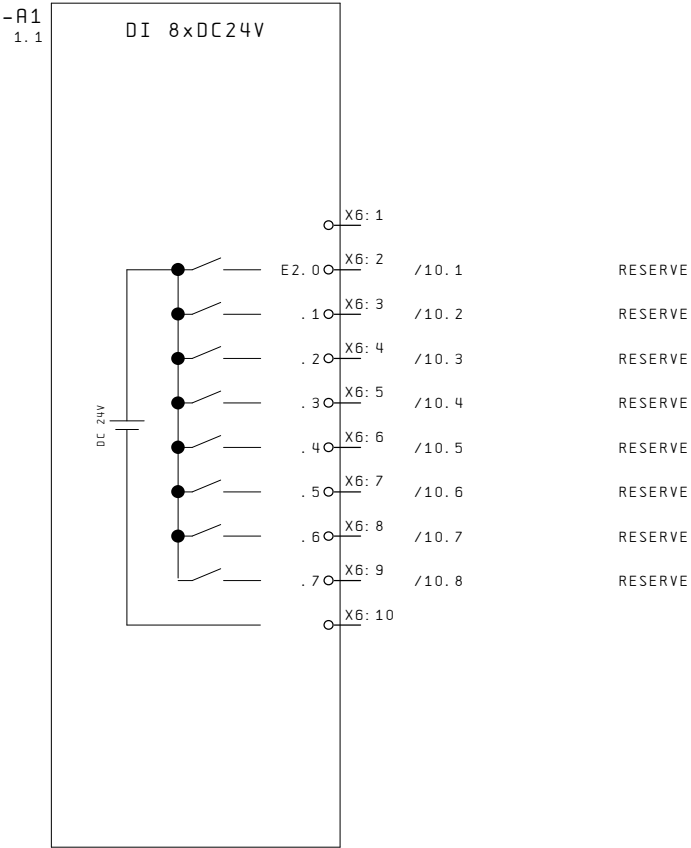 -A1
1.1
DI 8xDC24V
X6:1
E2.0 X6:2 /10.1 RESERVE
.1 X6:3 /10.2 RESERVE
.2 X6:4 /10.3 RESERVE
.3 X6:5 /10.4 RESERVE
DC 24V
.4 X6:6 /10.5 RESERVE
.5 X6:7 /10.6 RESERVE
.6 X6:8 /10.7 RESERVE
.7 X6:9 /10.8 RESERVE
X6:10